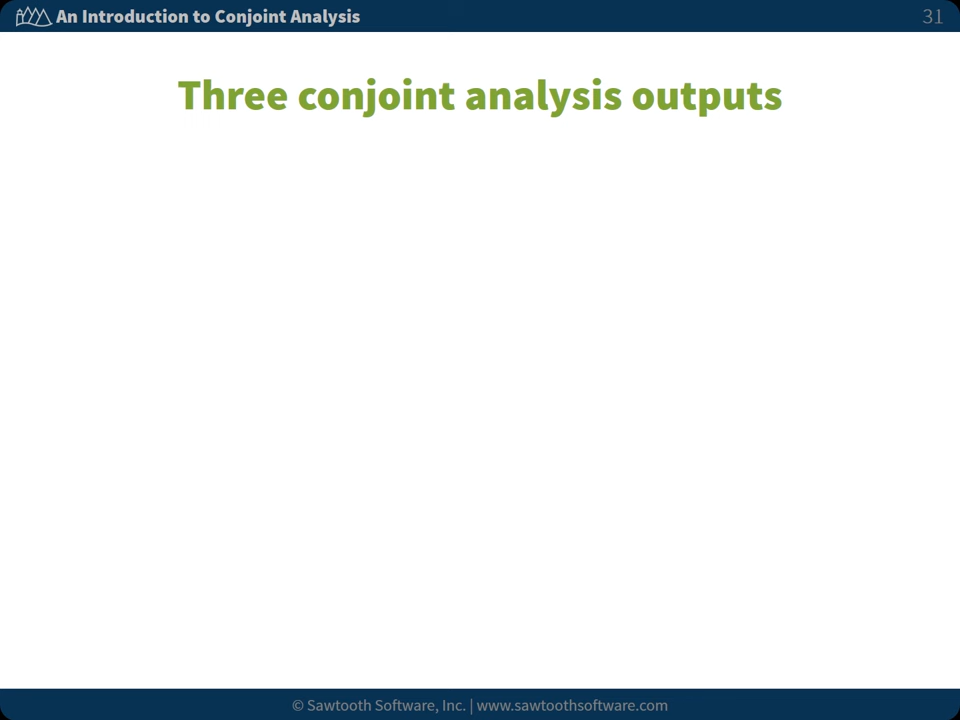 An Introduction to Conjoint Analysis
31
Three conjoint analysis outputs
© Sawtooth Software, Inc. | www.sawtoothsoftware.com